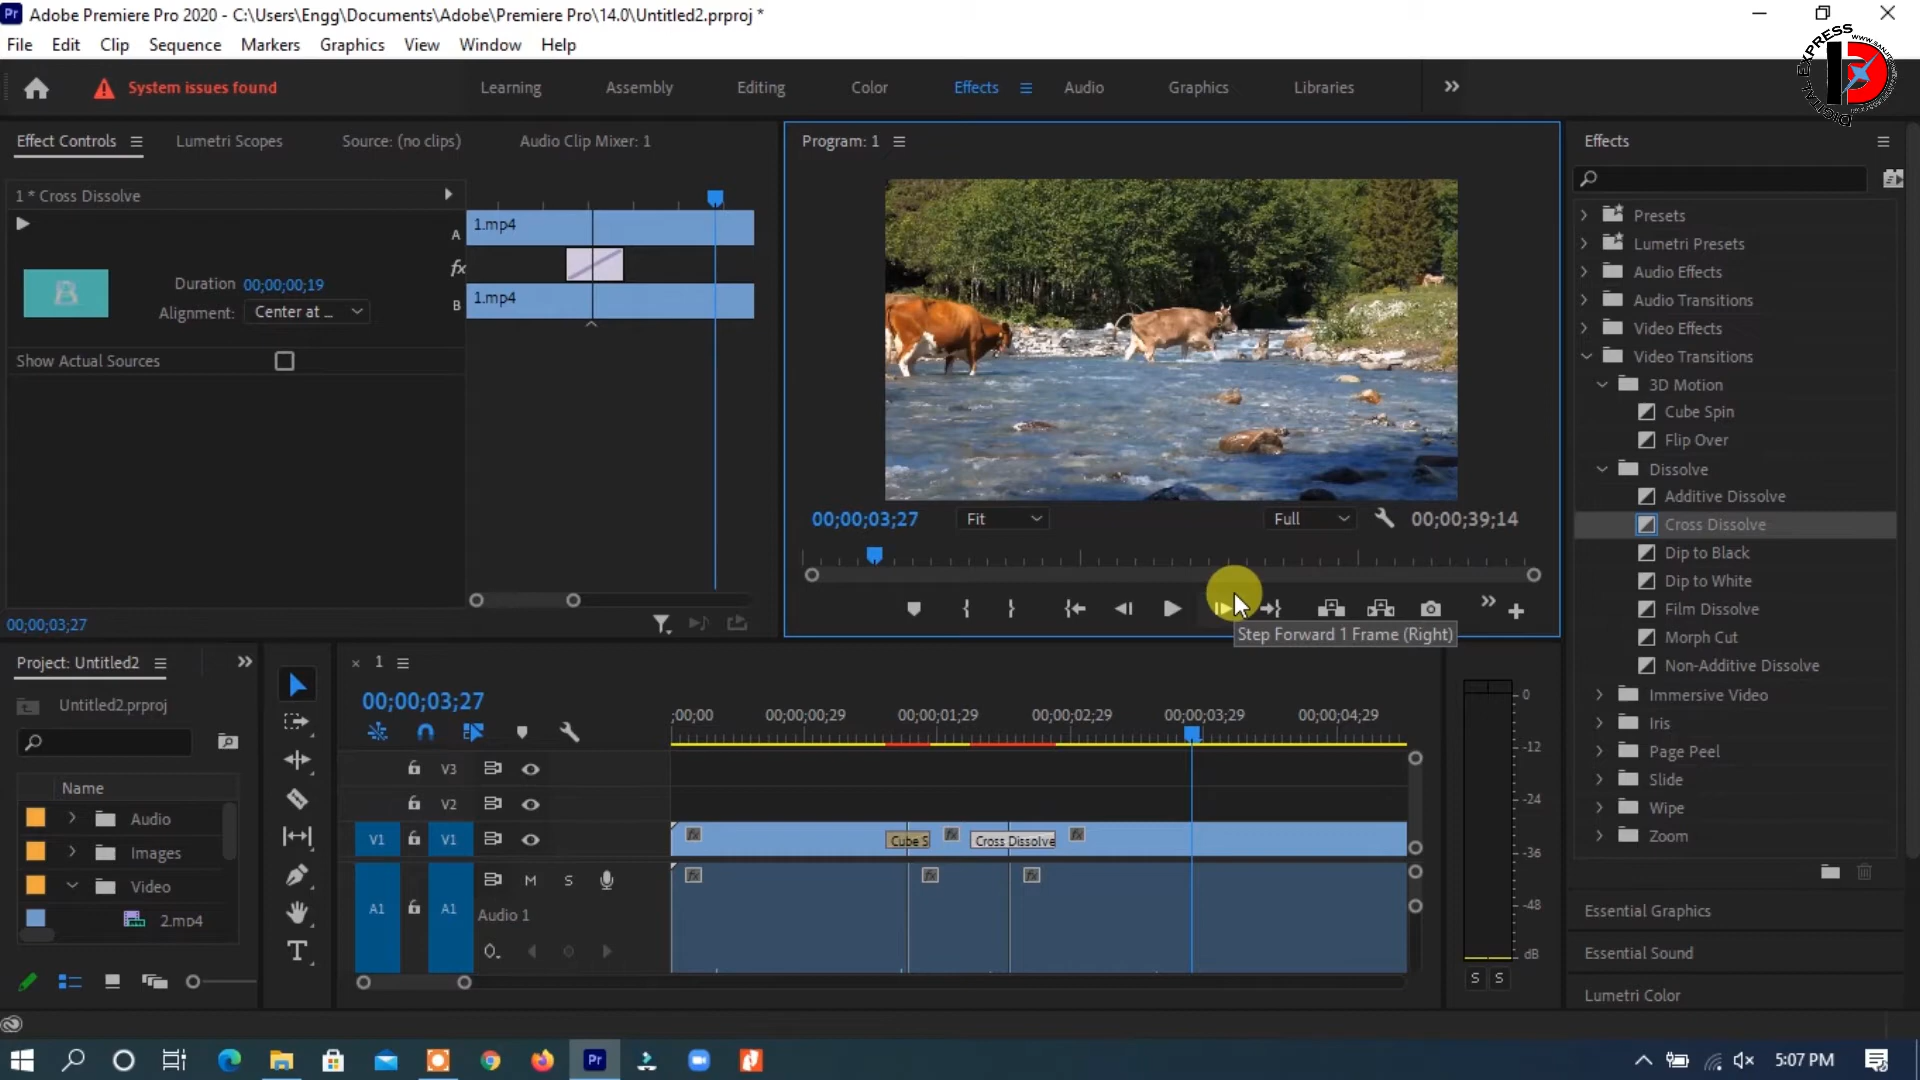 Adobe Premiere Pro 2020 - C:\Users\Engg\Documents\Adobe\Premiere Pro\14.0\Untitled2.prproj *
File Edit Clip Sequence Markers Graphics View Window Help
System issues found
Learning Assembly Editing Color Effects Audio Graphics Libraries
EXPRESS
DIGITAL
Effect Controls Lumetri Scopes Source: (no clips) Audio Clip Mixer: 1
1 * Cross Dissolve
A 1.mp4
fx
B 1.mp4
B
Duration 00;00;00;19
Alignment: Center at ...
Show Actual Sources
00;00;03;27
Program: 1
00;00;03;27 Fit Full 00;00;39;14
Step Forward 1 Frame (Right)
Effects
Presets
Lumetri Presets
Audio Effects
Audio Transitions
Video Effects
Video Transitions
3D Motion
Cube Spin
Flip Over
Dissolve
Additive Dissolve
Cross Dissolve
Dip to Black
Dip to White
Film Dissolve
Morph Cut
Non-Additive Dissolve
Immersive Video
Iris
Page Peel
Slide
Wipe
Zoom
Essential Graphics
Essential Sound
Lumetri Color
Project: Untitled2
Untitled2.prproj
Name
Audio
Images
Video
2.mp4
T
1
00;00;03;27
;00;00 00;00;00;29 00;00;01;29 00;00;02;29 00;00;03;29 00;00;04;29
V3
V2
V1 V1
fx Cube S fx Cross Dissolve fx
A1 A1 M S
Audio 1
fx fx fx
0
-12
-24
-36
-48
dB
S S
Pr
5:07 PM